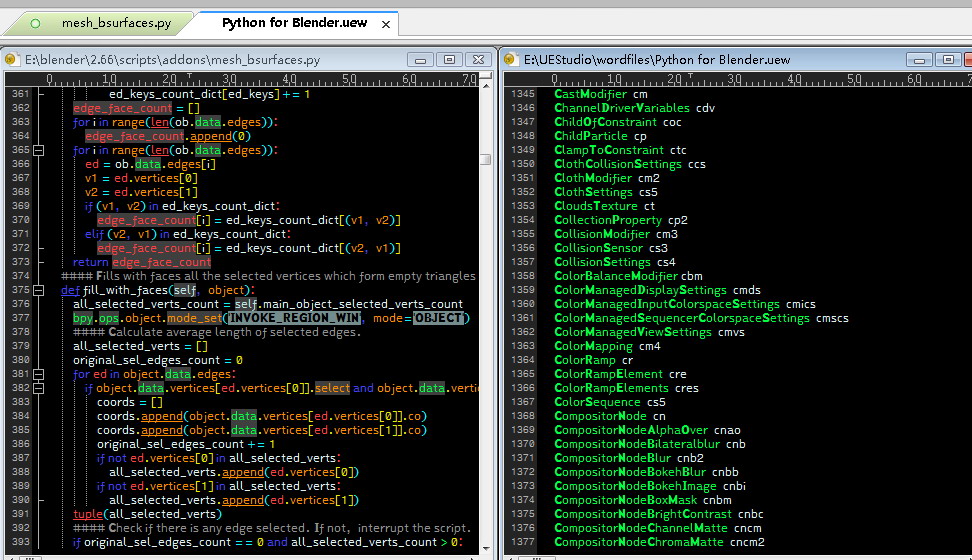 mesh_bsurfaces.py
Python for Blender.uew
E:\blender\2.66\scripts\addons\mesh_bsurfaces.py
0 10 20 30 40 50 60 70
361 ed_keys_count_dict[ed_keys] += 1
362 edge_face_count = []
363 for i in range(len(ob.data.edges)):
364 edge_face_count.append(0)
365 for i in range(len(ob.data.edges)):
366 ed = ob.data.edges[i]
367 v1 = ed.vertices[0]
368 v2 = ed.vertices[1]
369 if (v1, v2) in ed_keys_count_dict:
370 edge_face_count[i] = ed_keys_count_dict[(v1, v2)]
371 elif (v2, v1) in ed_keys_count_dict:
372 edge_face_count[i] = ed_keys_count_dict[(v2, v1)]
373 return edge_face_count
374 #### Fills with faces all the selected vertices which form empty triangles
375 def fill_with_faces(self, object):
376 all_selected_verts_count = self.main_object_selected_verts_count
377 bpy.ops.object.mode_set('INVOKE_REGION_WIN', mode='OBJECT')
378 #### Calculate average length of selected edges.
379 all_selected_verts = []
380 original_sel_edges_count = 0
381 for ed in object.data.edges:
382 if object.data.vertices[ed.vertices[0]].select and object.data.vertic
383 coords = []
384 coords.append(object.data.vertices[ed.vertices[0]].co)
385 coords.append(object.data.vertices[ed.vertices[1]].co)
386 original_sel_edges_count += 1
387 if not ed.vertices[0] in all_selected_verts:
388 all_selected_verts.append(ed.vertices[0])
389 if not ed.vertices[1] in all_selected_verts:
390 all_selected_verts.append(ed.vertices[1])
391 tuple(all_selected_verts)
392 #### Check if there is any edge selected. If not, interrupt the script.
393 if original_sel_edges_count == 0 and all_selected_verts_count > 0:
E:\UEStudio\wordfiles\Python for Blender.uew
0 10 20 30 40 50 60 70
1345 CastModifier cm
1346 ChannelDriverVariables cdv
1347 ChildOfConstraint coc
1348 ChildParticle cp
1349 ClampToConstraint ctc
1350 ClothCollisionSettings ccs
1351 ClothModifier cm2
1352 ClothSettings cs5
1353 CloudsTexture ct
1354 CollectionProperty cp2
1355 CollisionModifier cm3
1356 CollisionSensor cs3
1357 CollisionSettings cs4
1358 ColorBalanceModifier cbm
1359 ColorManagedDisplaySettings cmds
1360 ColorManagedInputColorspaceSettings cmics
1361 ColorManagedSequencerColorspaceSettings cmscs
1362 ColorManagedViewSettings cmvs
1363 ColorMapping cm4
1364 ColorRamp cr
1365 ColorRampElement cre
1366 ColorRampElements cres
1367 ColorSequence cs5
1368 CompositorNode cn
1369 CompositorNodeAlphaOver cnao
1370 CompositorNodeBilateralblur cnb
1371 CompositorNodeBlur cnb2
1372 CompositorNodeBokehBlur cnbb
1373 CompositorNodeBokehImage cnbi
1374 CompositorNodeBoxMask cnbm
1375 CompositorNodeBrightContrast cnbc
1376 CompositorNodeChannelMatte cncm
1377 CompositorNodeChromaMatte cncm2